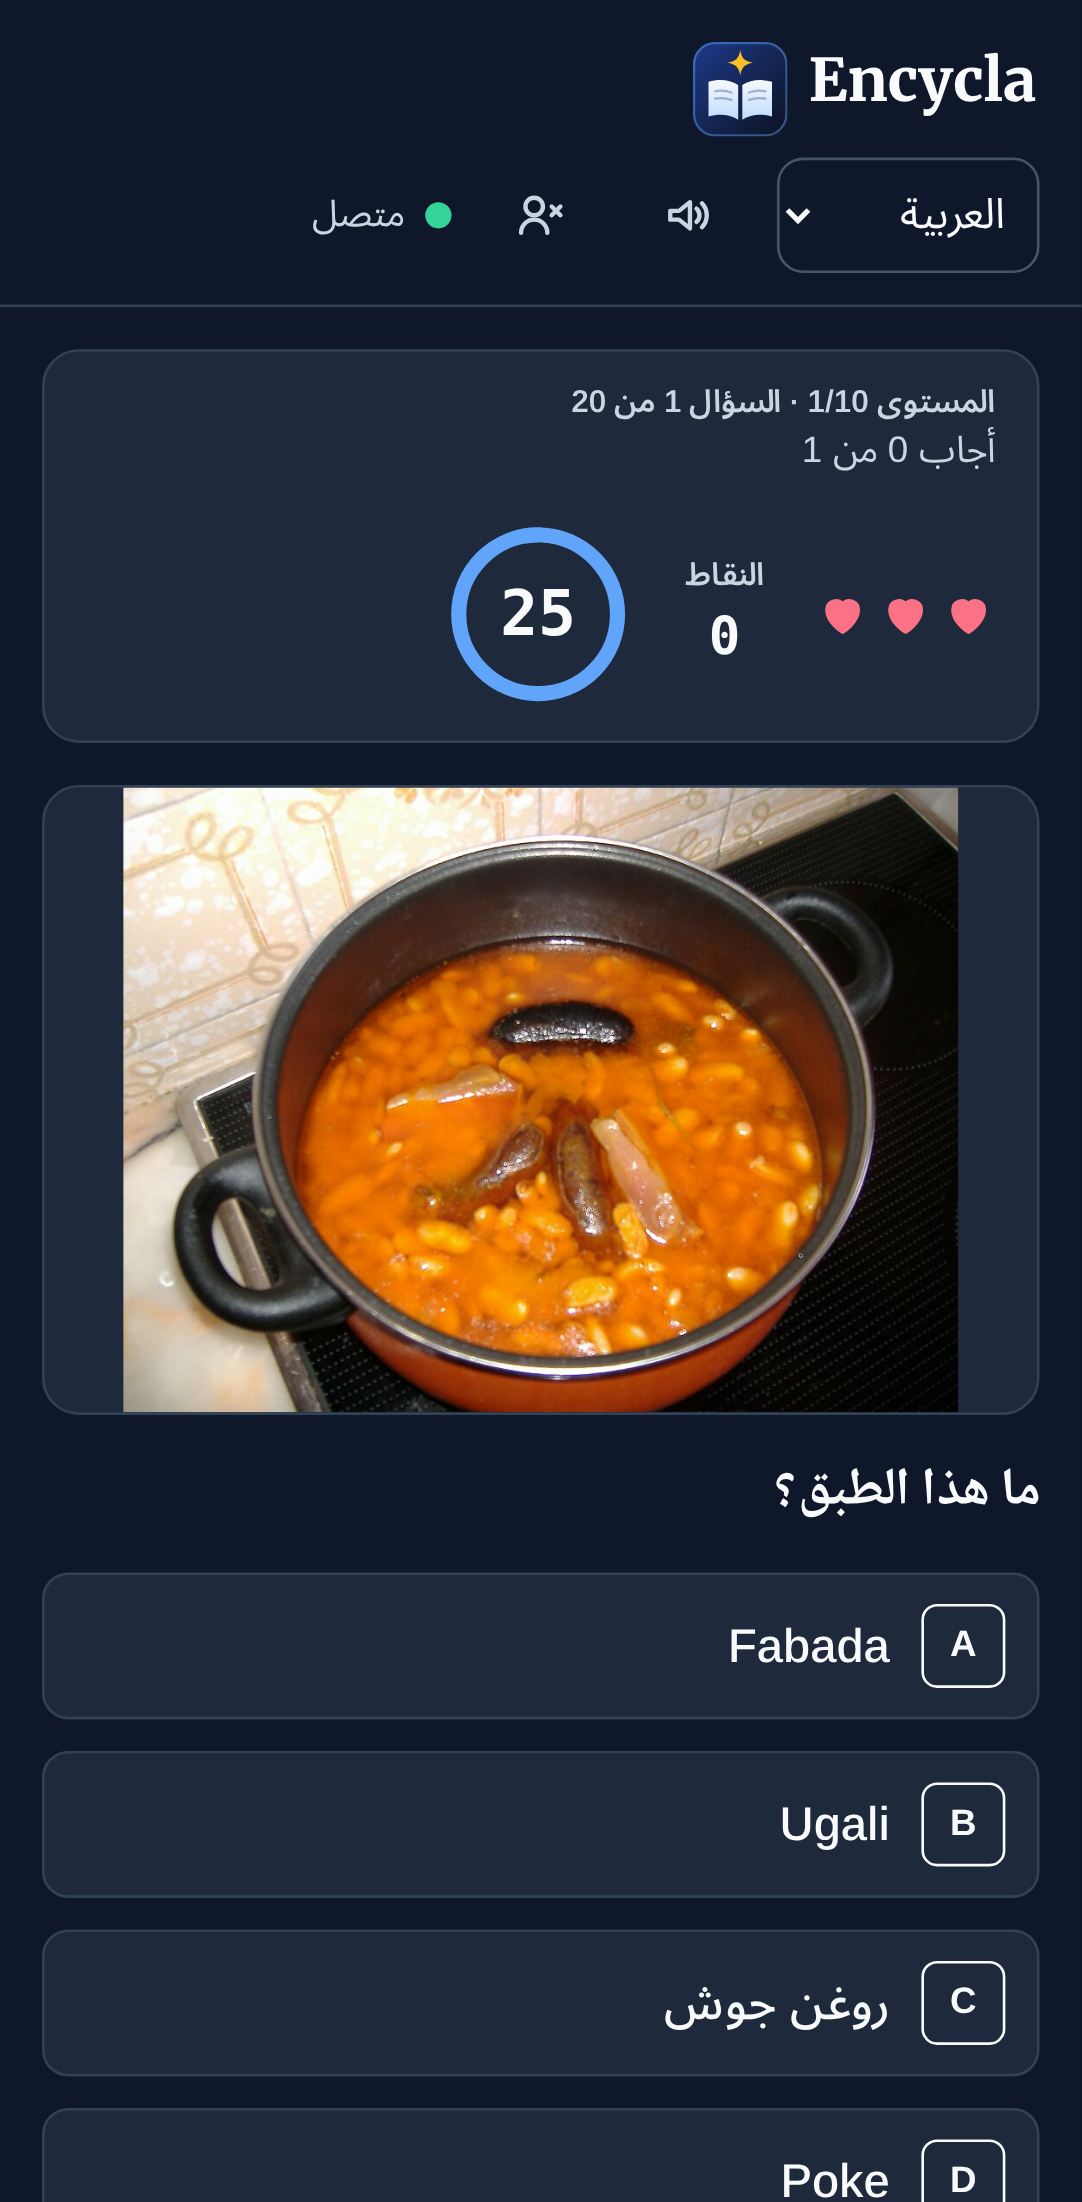 Encycla
العربية
متصل
المستوى 1/10 · السؤال 1 من 20
أجاب 0 من 1
النقاط
0
25
ما هذا الطبق؟
A Fabada
B Ugali
C روغن جوش
D Poke